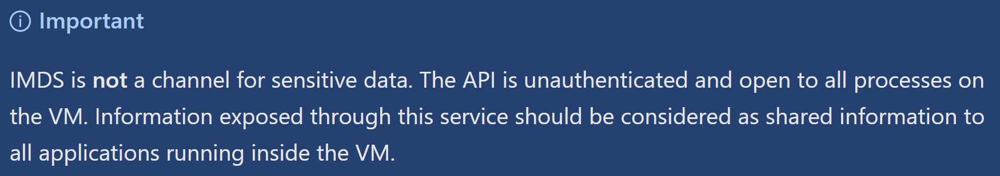 Important
IMDS is not a channel for sensitive data. The API is unauthenticated and open to all processes on
the VM. Information exposed through this service should be considered as shared information to
all applications running inside the VM.